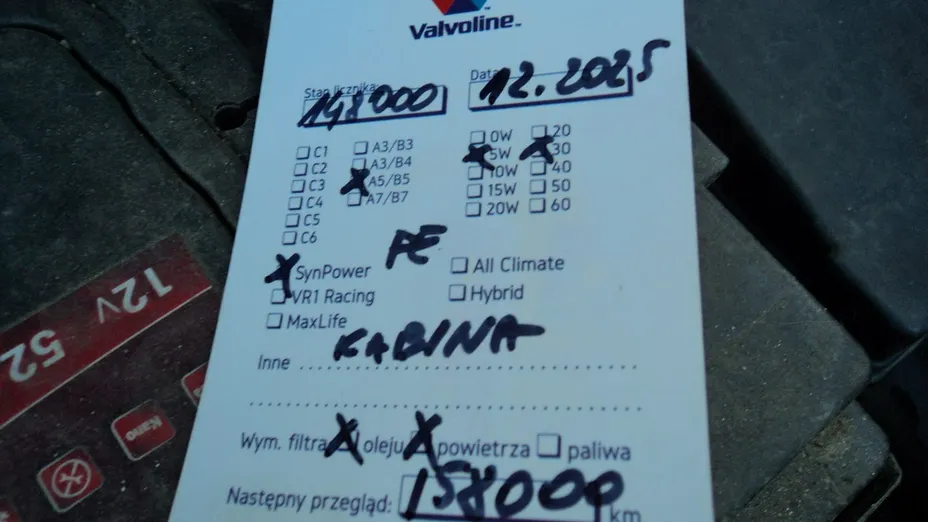 Valvoline™
Stan licznika Data
148000 12.2025
C1 A3/B3 0W 20
C2 A3/B4 X 5W X 30
C3 X A5/B5 10W 40
C4 A7/B7 15W 50
C5 20W 60
C6
FE
X SynPower All Climate
VR1 Racing Hybrid
MaxLife
KABINA
Inne
Wym. filtra X oleju X powietrza paliwa
Następny przegląd: 158000 km
12V 52